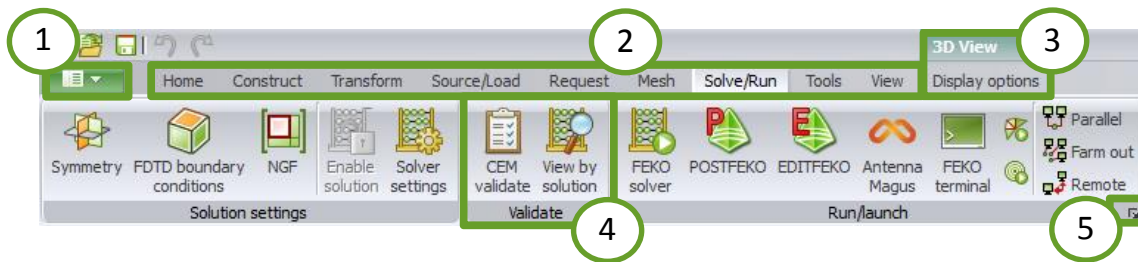 1
2
3
3D View
Home Construct Transform Source/Load Request Mesh Solve/Run Tools View Display options
Symmetry
FDTD boundary
conditions
NGF
Enable
solution
Solver
settings
Solution settings
CEM
validate
View by
solution
Validate
4
FEKO
solver
POSTFEKO
EDITFEKO
Antenna
Magus
FEKO
terminal
Parallel
Farm out
Remote
Run/launch
5